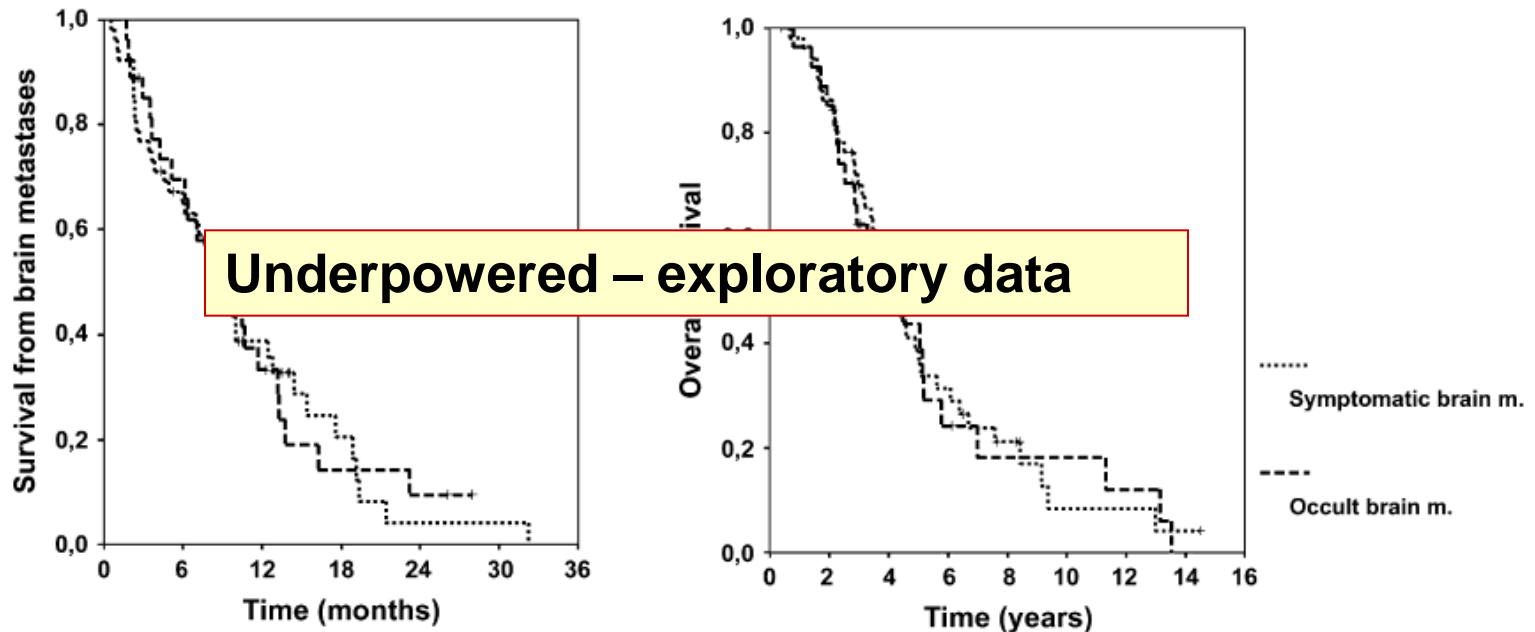 Survival from brain metastases
1,0
0,8
0,6
0,4
0,2
0,0
0 6 12 18 24 30 36
Time (months)
Underpowered – exploratory data
1,0
0,8
0,4
0,2
0,0
0 2 4 6 8 10 12 14 16
Time (years)
Symptomatic brain m.
Occult brain m.